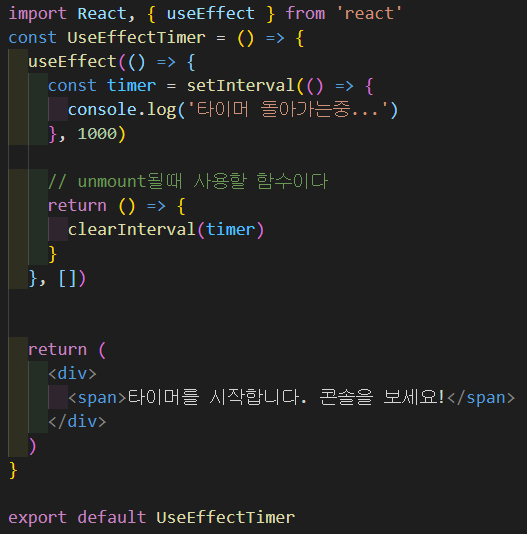 import React, { useEffect } from 'react'
const UseEffectTimer = () => {
  useEffect(() => {
    const timer = setInterval(() => {
      console.log('타이머 돌아가는중...')
    }, 1000)

    // unmount될때 사용할 함수이다
    return () => {
      clearInterval(timer)
    }
  }, [])


  return (
    <div>
      <span>타이머를 시작합니다. 콘솔을 보세요!</span>
    </div>
  )
}

export default UseEffectTimer